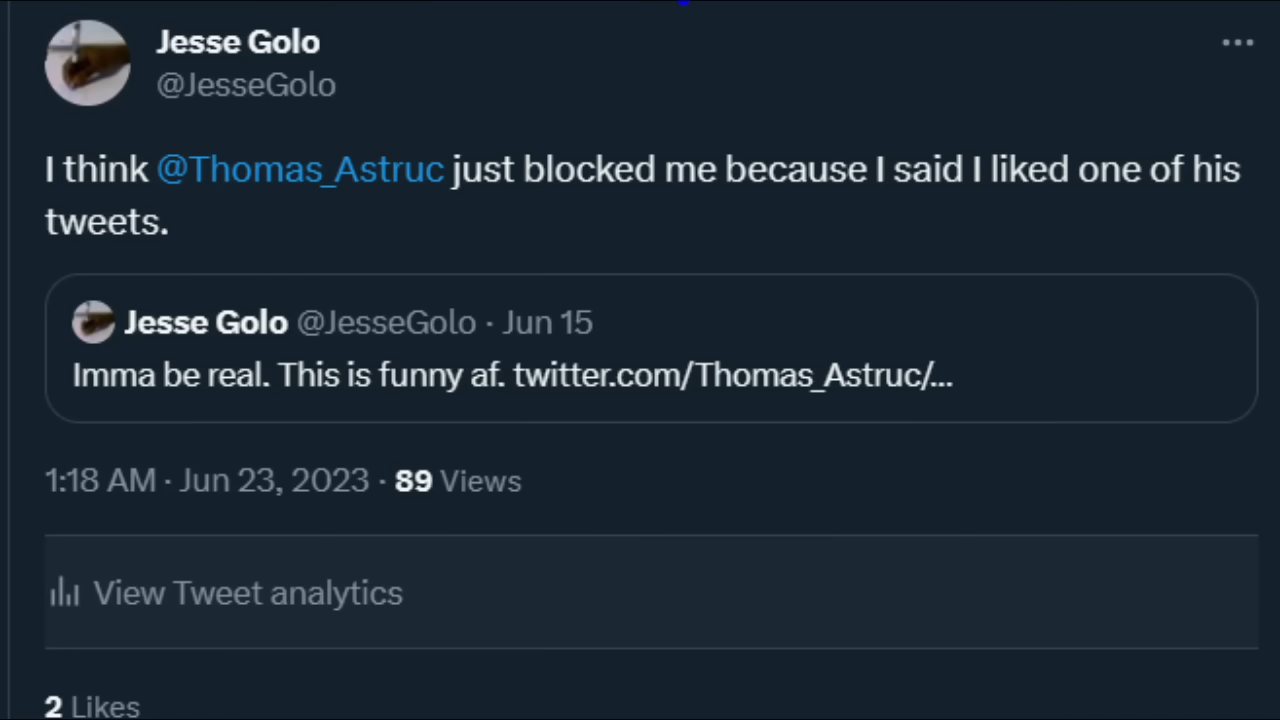 Jesse Golo
@JesseGolo
I think @Thomas_Astruc just blocked me because I said I liked one of his
tweets.
Jesse Golo @JesseGolo · Jun 15
Imma be real. This is funny af. twitter.com/Thomas_Astruc/...
1:18 AM · Jun 23, 2023 · 89 Views
View Tweet analytics
2 Likes